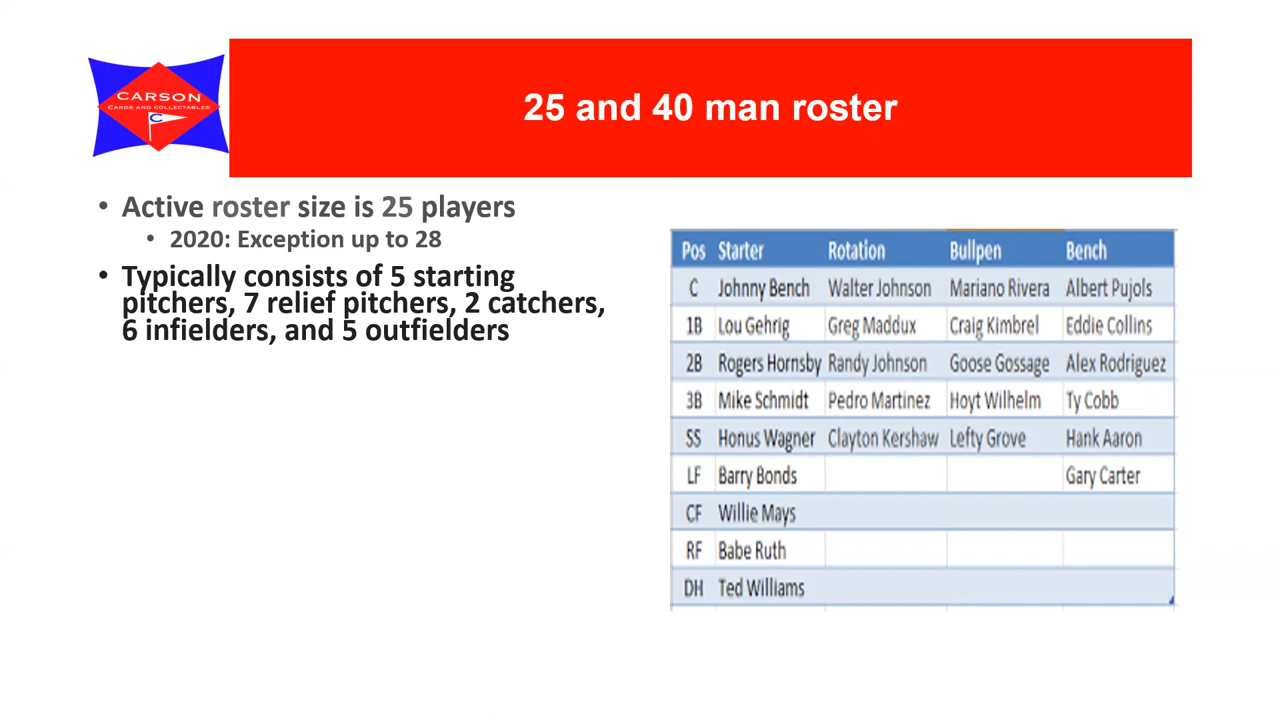 CARSON
CARDS AND COLLECTABLES
C
25 and 40 man roster
• Active roster size is 25 players
• 2020: Exception up to 28
• Typically consists of 5 starting
pitchers, 7 relief pitchers, 2 catchers,
6 infielders, and 5 outfielders
Pos Starter Rotation Bullpen Bench
C Johnny Bench Walter Johnson Mariano Rivera Albert Pujols
1B Lou Gehrig Greg Maddux Craig Kimbrel Eddie Collins
2B Rogers Hornsby Randy Johnson Goose Gossage Alex Rodriguez
3B Mike Schmidt Pedro Martinez Hoyt Wilhelm Ty Cobb
SS Honus Wagner Clayton Kershaw Lefty Grove Hank Aaron
LF Barry Bonds Gary Carter
CF Willie Mays
RF Babe Ruth
DH Ted Williams